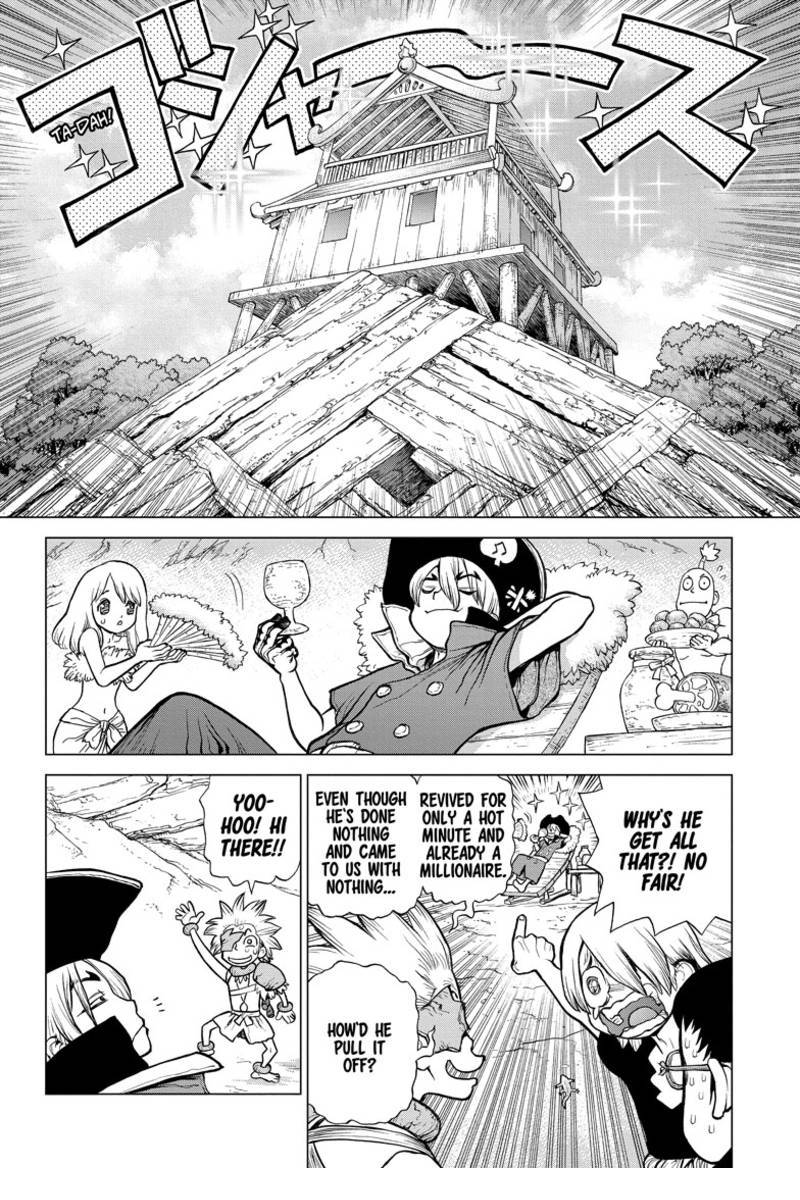 ゴシャーース
TA-DAH!
WHY'S HE
GET ALL
THAT?! NO
FAIR!
REVIVED FOR
ONLY A HOT
MINUTE AND
ALREADY A
MILLIONAIRE.
EVEN THOUGH
HE'S DONE
NOTHING
AND CAME
TO US WITH
NOTHING...
HOW'D HE
PULL IT
OFF?
YOO-
HOO! HI
THERE!!